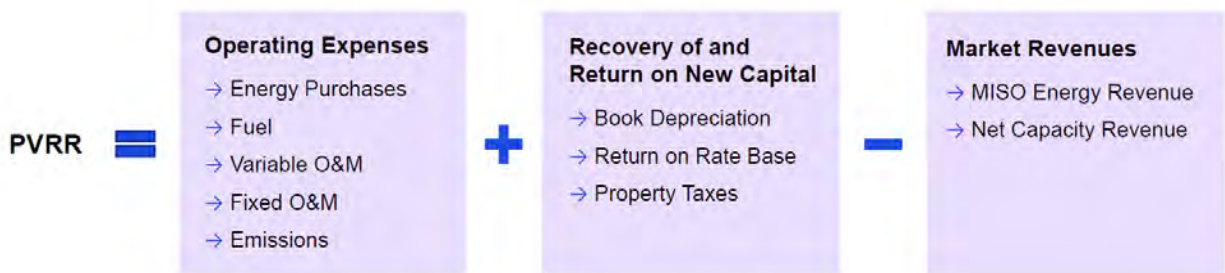 PVRR
=
Operating Expenses
→ Energy Purchases
→ Fuel
→ Variable O&M
→ Fixed O&M
→ Emissions
+
Recovery of and
Return on New Capital
→ Book Depreciation
→ Return on Rate Base
→ Property Taxes
−
Market Revenues
→ MISO Energy Revenue
→ Net Capacity Revenue